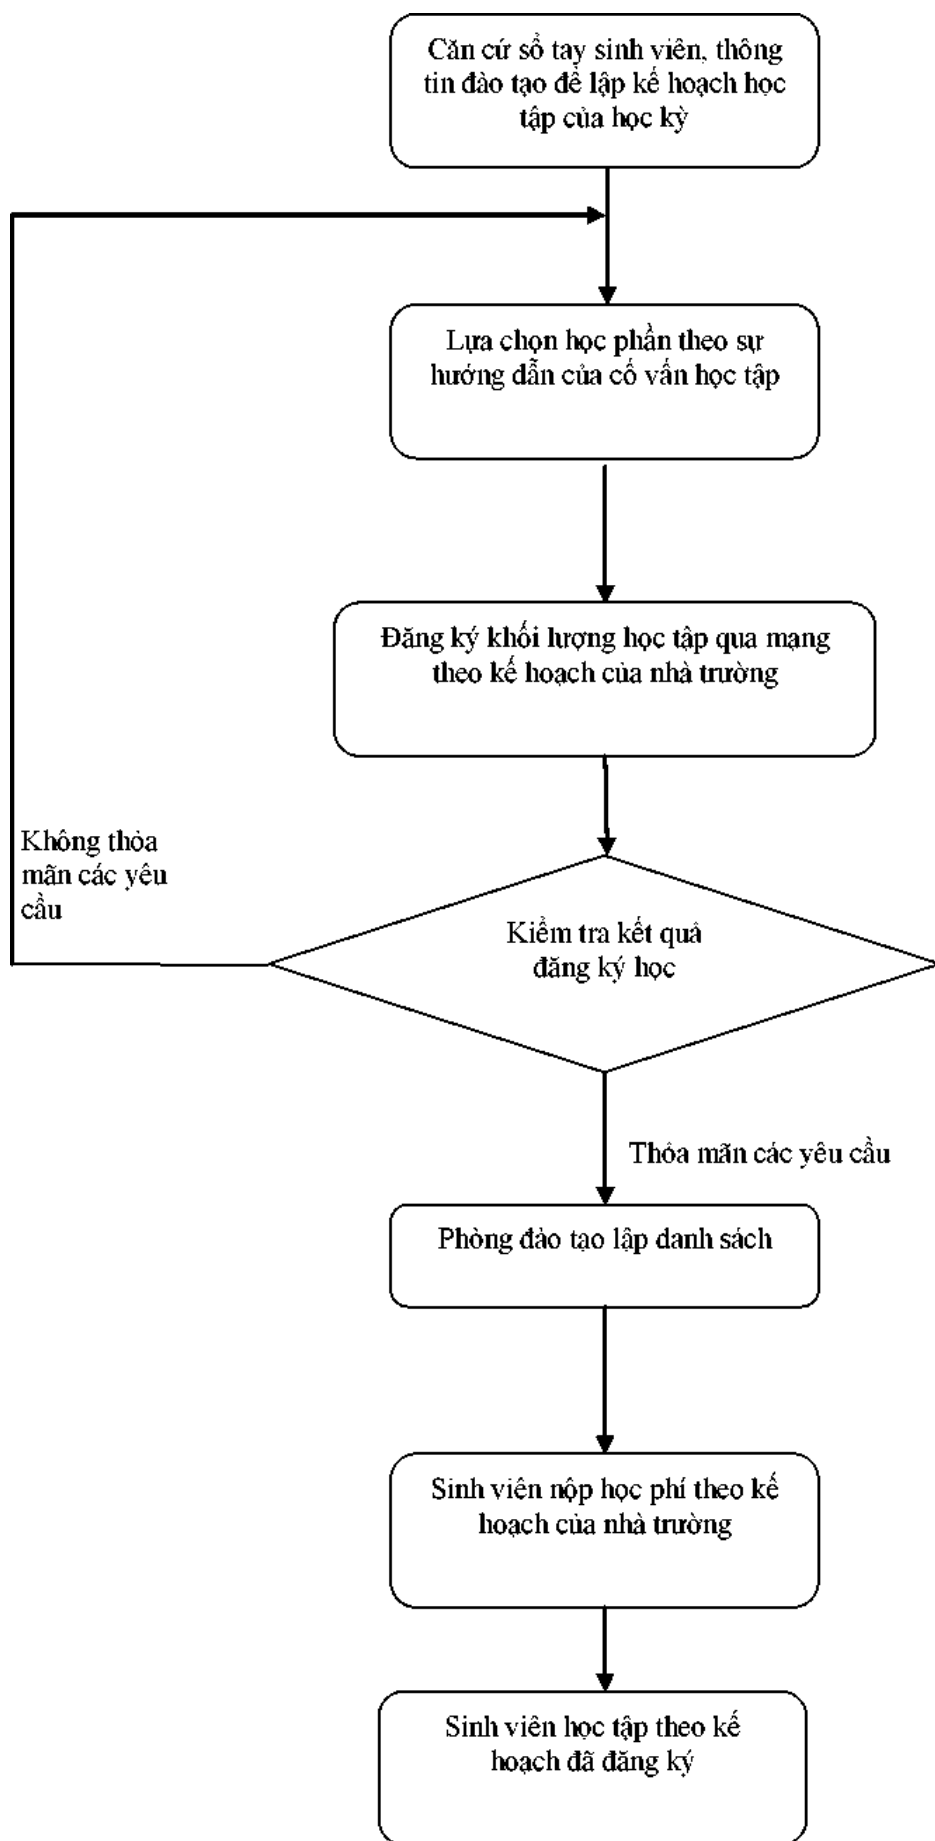 Căn cứ sổ tay sinh viên, thông
tin đào tạo để lập kế hoạch học
tập của học kỳ
Lựa chọn học phần theo sự
hướng dẫn của cố vấn học tập
Đăng ký khối lượng học tập qua mạng
theo kế hoạch của nhà trường
Không thỏa
mãn các yêu
cầu
Kiểm tra kết quả
đăng ký học
Thỏa mãn các yêu cầu
Phòng đào tạo lập danh sách
Sinh viên nộp học phí theo kế
hoạch của nhà trường
Sinh viên học tập theo kế
hoạch đã đăng ký